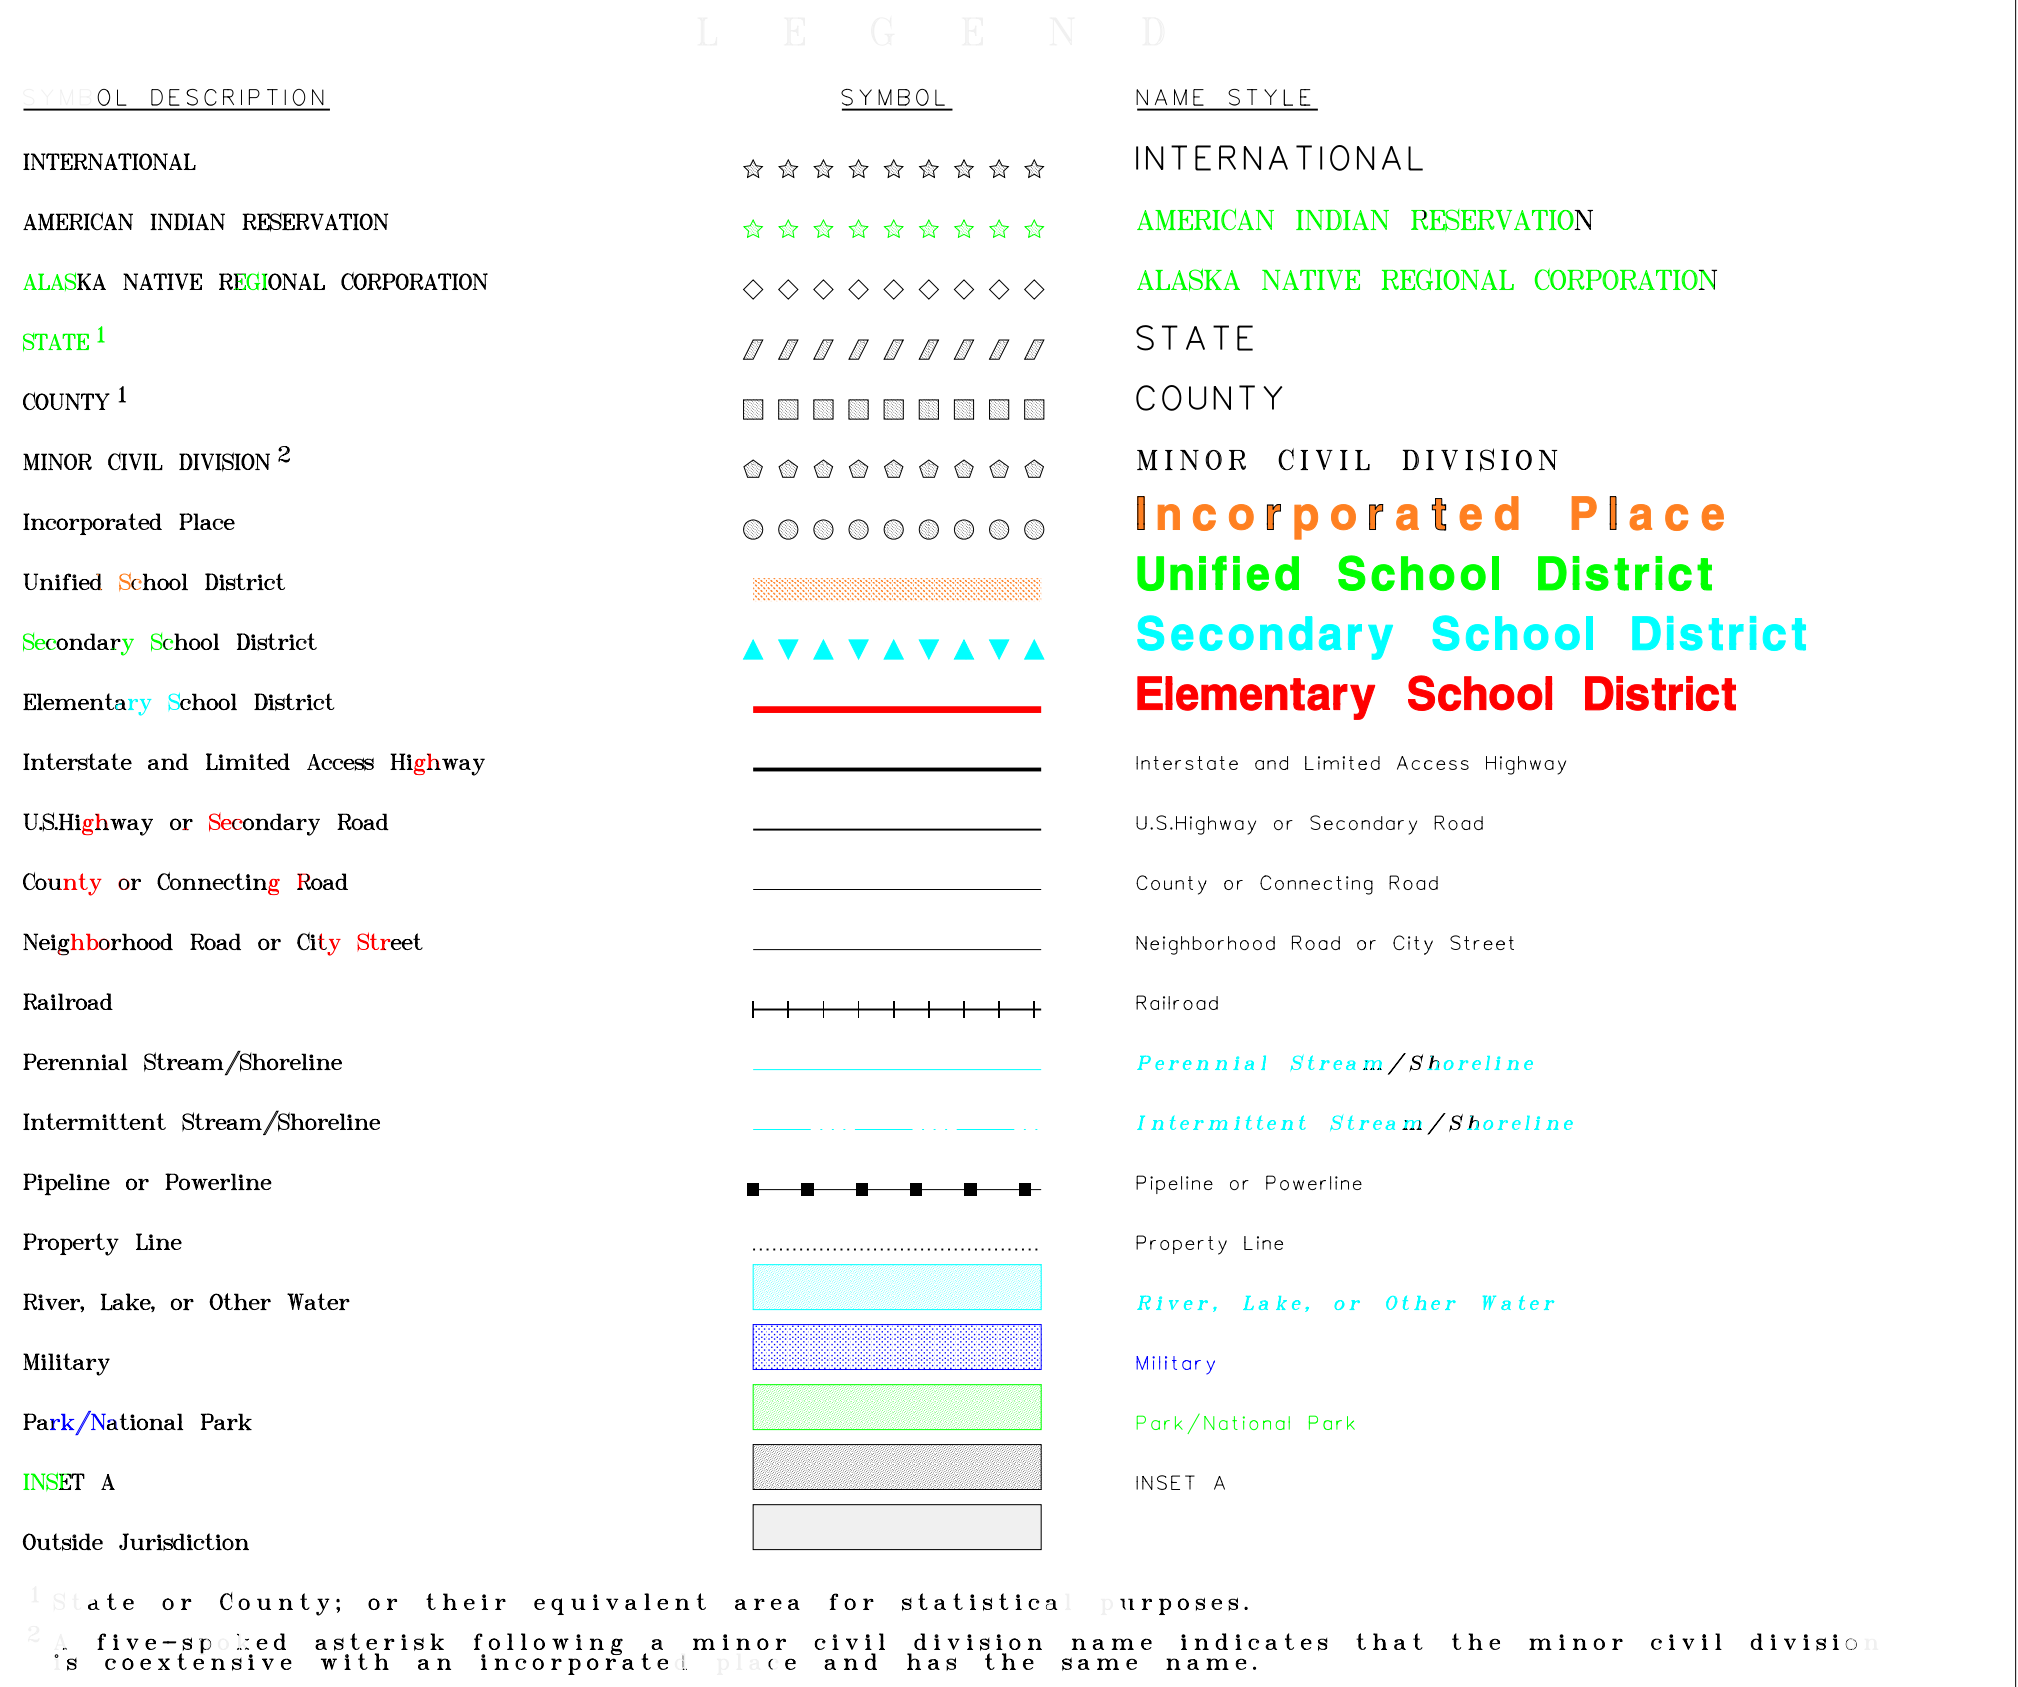 L E G E N D
SYMBOL DESCRIPTION SYMBOL NAME STYLE
INTERNATIONAL INTERNATIONAL
AMERICAN INDIAN RESERVATION AMERICAN INDIAN RESERVATION
ALASKA NATIVE REGIONAL CORPORATION ALASKA NATIVE REGIONAL CORPORATION
STATE 1 STATE
COUNTY 1 COUNTY
MINOR CIVIL DIVISION 2 MINOR CIVIL DIVISION
Incorporated Place Incorporated Place
Unified School District Unified School District
Secondary School District Secondary School District
Elementary School District Elementary School District
Interstate and Limited Access Highway Interstate and Limited Access Highway
U.S.Highway or Secondary Road U.S.Highway or Secondary Road
County or Connecting Road County or Connecting Road
Neighborhood Road or City Street Neighborhood Road or City Street
Railroad Railroad
Perennial Stream/Shoreline Perennial Stream/Shoreline
Intermittent Stream/Shoreline Intermittent Stream/Shoreline
Pipeline or Powerline Pipeline or Powerline
Property Line Property Line
River, Lake, or Other Water River, Lake, or Other Water
Military Military
Park/National Park Park/National Park
INSET A INSET A
Outside Jurisdiction
1 State or County; or their equivalent area for statistical purposes.
2 A five-spoked asterisk following a minor civil division name indicates that the minor civil division
is coextensive with an incorporated place and has the same name.